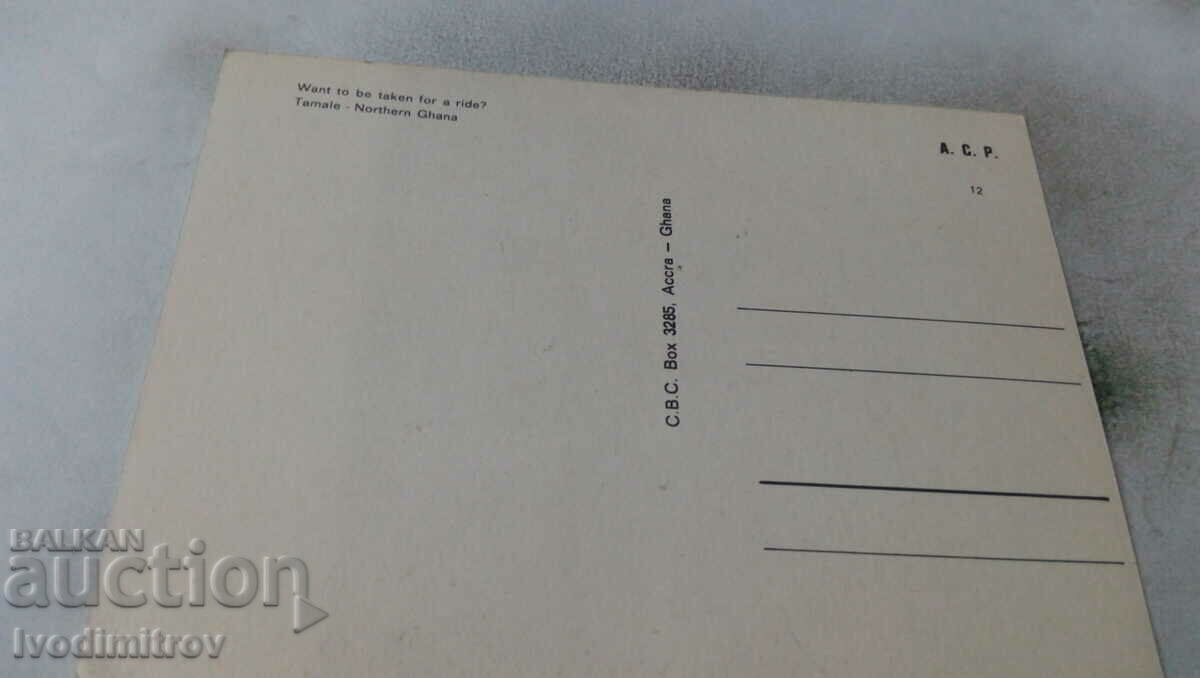 Want to be taken for a ride?
Tamale - Northern Ghana
A. C. P.
12
C.B.C. Box 3285, Accra – Ghana
BALKAN
auction
Ivodimitrov